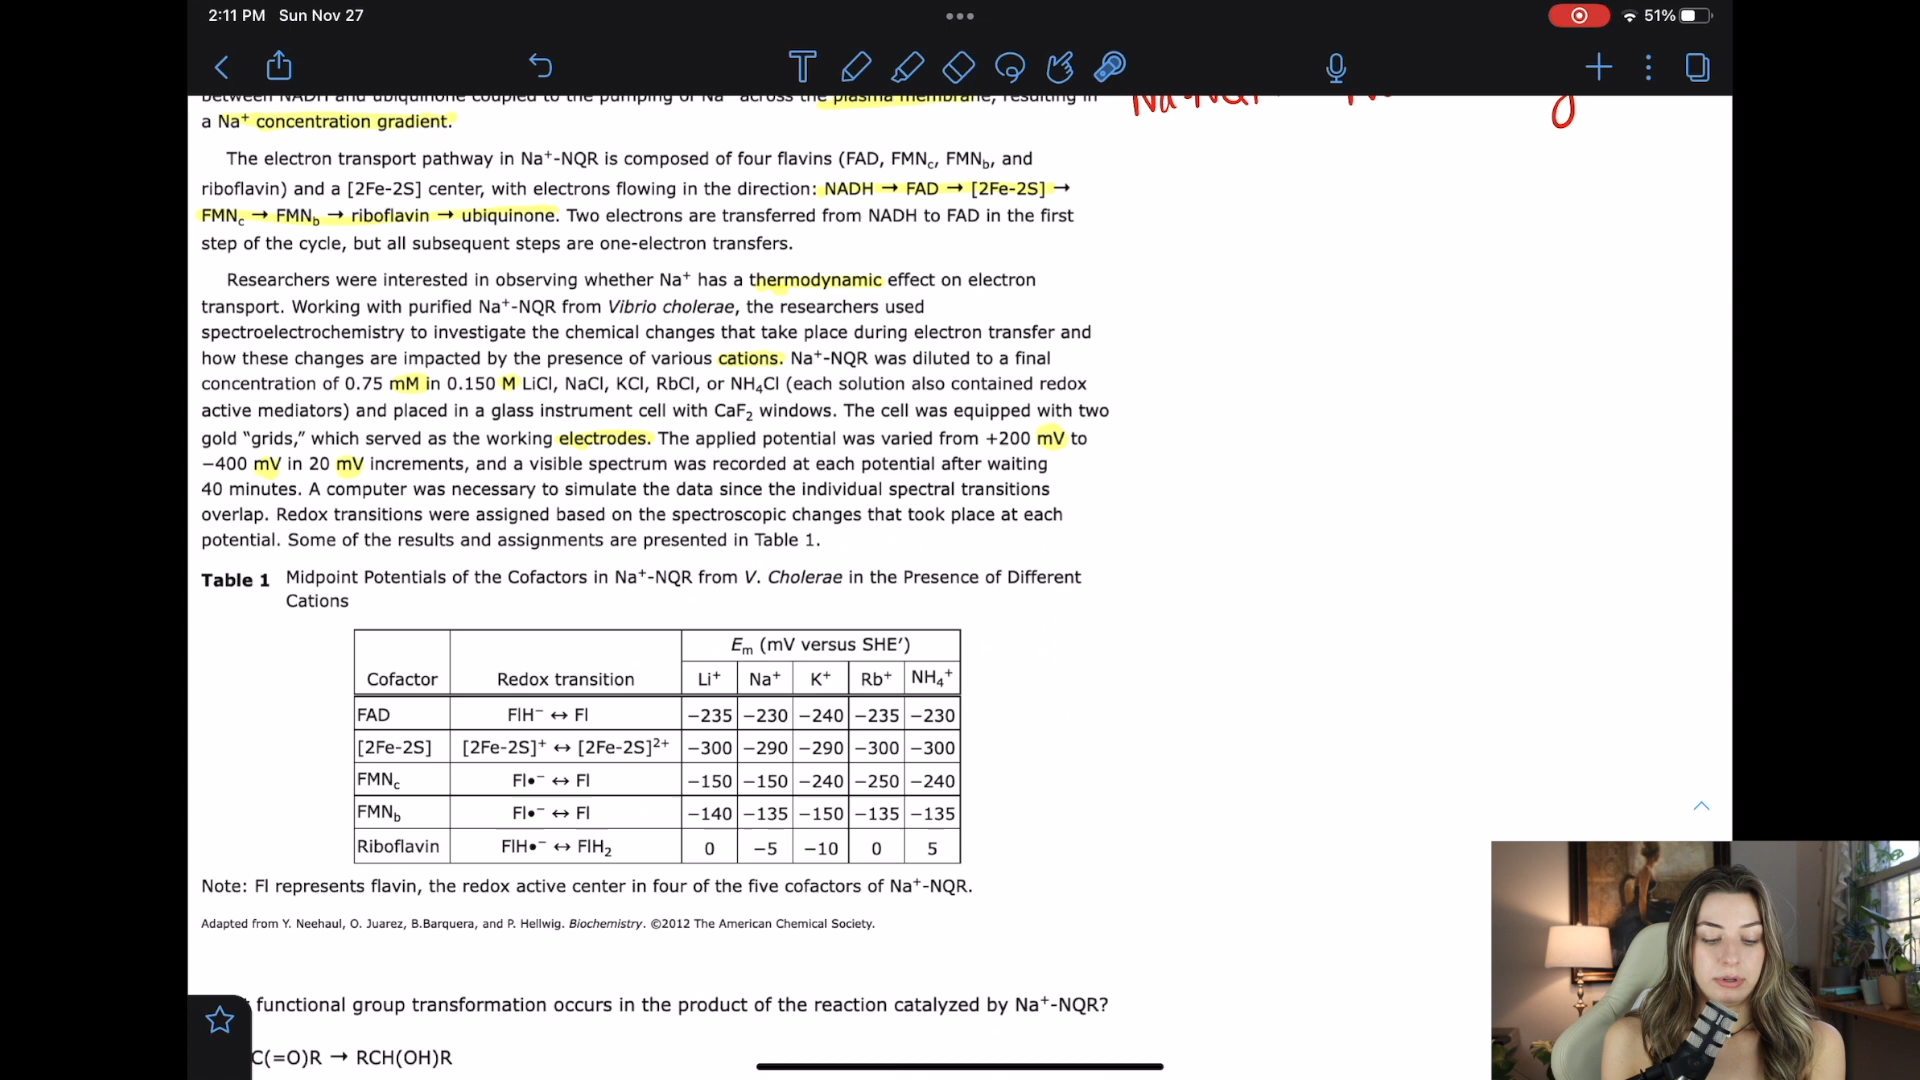 2:11 PM Sun Nov 27
51%
between NADH and ubiquinone coupled to the pumping of Na⁺ across the plasma membrane, resulting in
a Na⁺ concentration gradient.
Na⁺-NQR
The electron transport pathway in Na⁺-NQR is composed of four flavins (FAD, FMNc, FMNb, and
riboflavin) and a [2Fe-2S] center, with electrons flowing in the direction: NADH → FAD → [2Fe-2S] →
FMNc → FMNb → riboflavin → ubiquinone. Two electrons are transferred from NADH to FAD in the first
step of the cycle, but all subsequent steps are one-electron transfers.
Researchers were interested in observing whether Na⁺ has a thermodynamic effect on electron
transport. Working with purified Na⁺-NQR from Vibrio cholerae, the researchers used
spectroelectrochemistry to investigate the chemical changes that take place during electron transfer and
how these changes are impacted by the presence of various cations. Na⁺-NQR was diluted to a final
concentration of 0.75 mM in 0.150 M LiCl, NaCl, KCl, RbCl, or NH₄Cl (each solution also contained redox
active mediators) and placed in a glass instrument cell with CaF₂ windows. The cell was equipped with two
gold “grids,” which served as the working electrodes. The applied potential was varied from +200 mV to
−400 mV in 20 mV increments, and a visible spectrum was recorded at each potential after waiting
40 minutes. A computer was necessary to simulate the data since the individual spectral transitions
overlap. Redox transitions were assigned based on the spectroscopic changes that took place at each
potential. Some of the results and assignments are presented in Table 1.
Table 1 Midpoint Potentials of the Cofactors in Na⁺-NQR from V. Cholerae in the Presence of Different
Cations
Em (mV versus SHE′)
Cofactor Redox transition Li⁺ Na⁺ K⁺ Rb⁺ NH₄⁺
FAD FlH⁻ ↔ Fl −235 −230 −240 −235 −230
[2Fe-2S] [2Fe-2S]⁺ ↔ [2Fe-2S]²⁺ −300 −290 −290 −300 −300
FMNc Fl•⁻ ↔ Fl −150 −150 −240 −250 −240
FMNb Fl•⁻ ↔ Fl −140 −135 −150 −135 −135
Riboflavin FlH•⁻ ↔ FlH₂ 0 −5 −10 0 5
Note: Fl represents flavin, the redox active center in four of the five cofactors of Na⁺-NQR.
Adapted from Y. Neehaul, O. Juarez, B.Barquera, and P. Hellwig. Biochemistry. ©2012 The American Chemical Society.
functional group transformation occurs in the product of the reaction catalyzed by Na⁺-NQR?
C(=O)R → RCH(OH)R